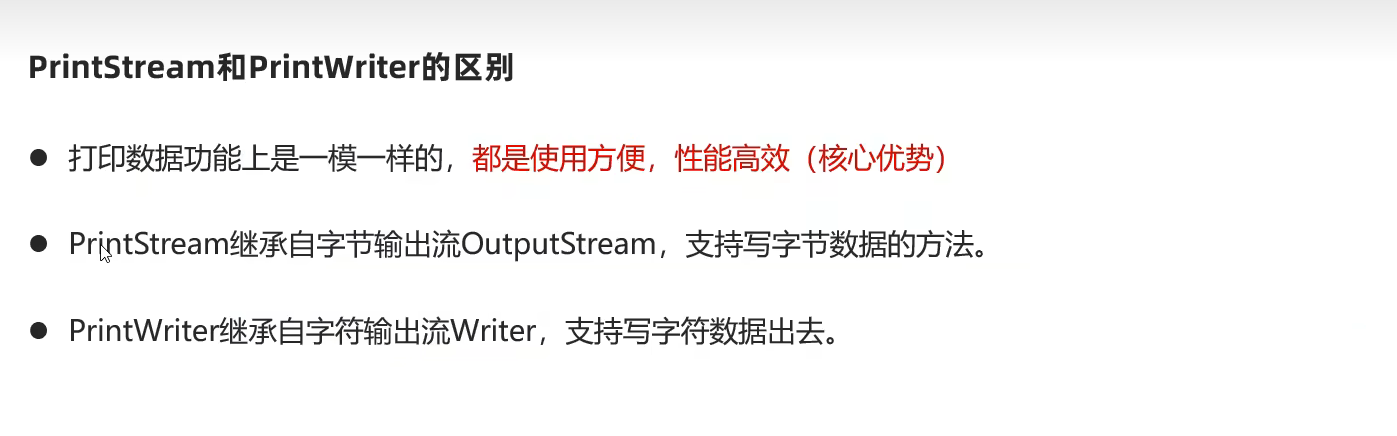 PrintStream和PrintWriter的区别
● 打印数据功能上是一模一样的，都是使用方便，性能高效（核心优势）
● PrintStream继承自字节输出流OutputStream，支持写字节数据的方法。
● PrintWriter继承自字符输出流Writer，支持写字符数据出去。